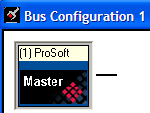 Bus Configuration 1
(1) ProSoft
Master